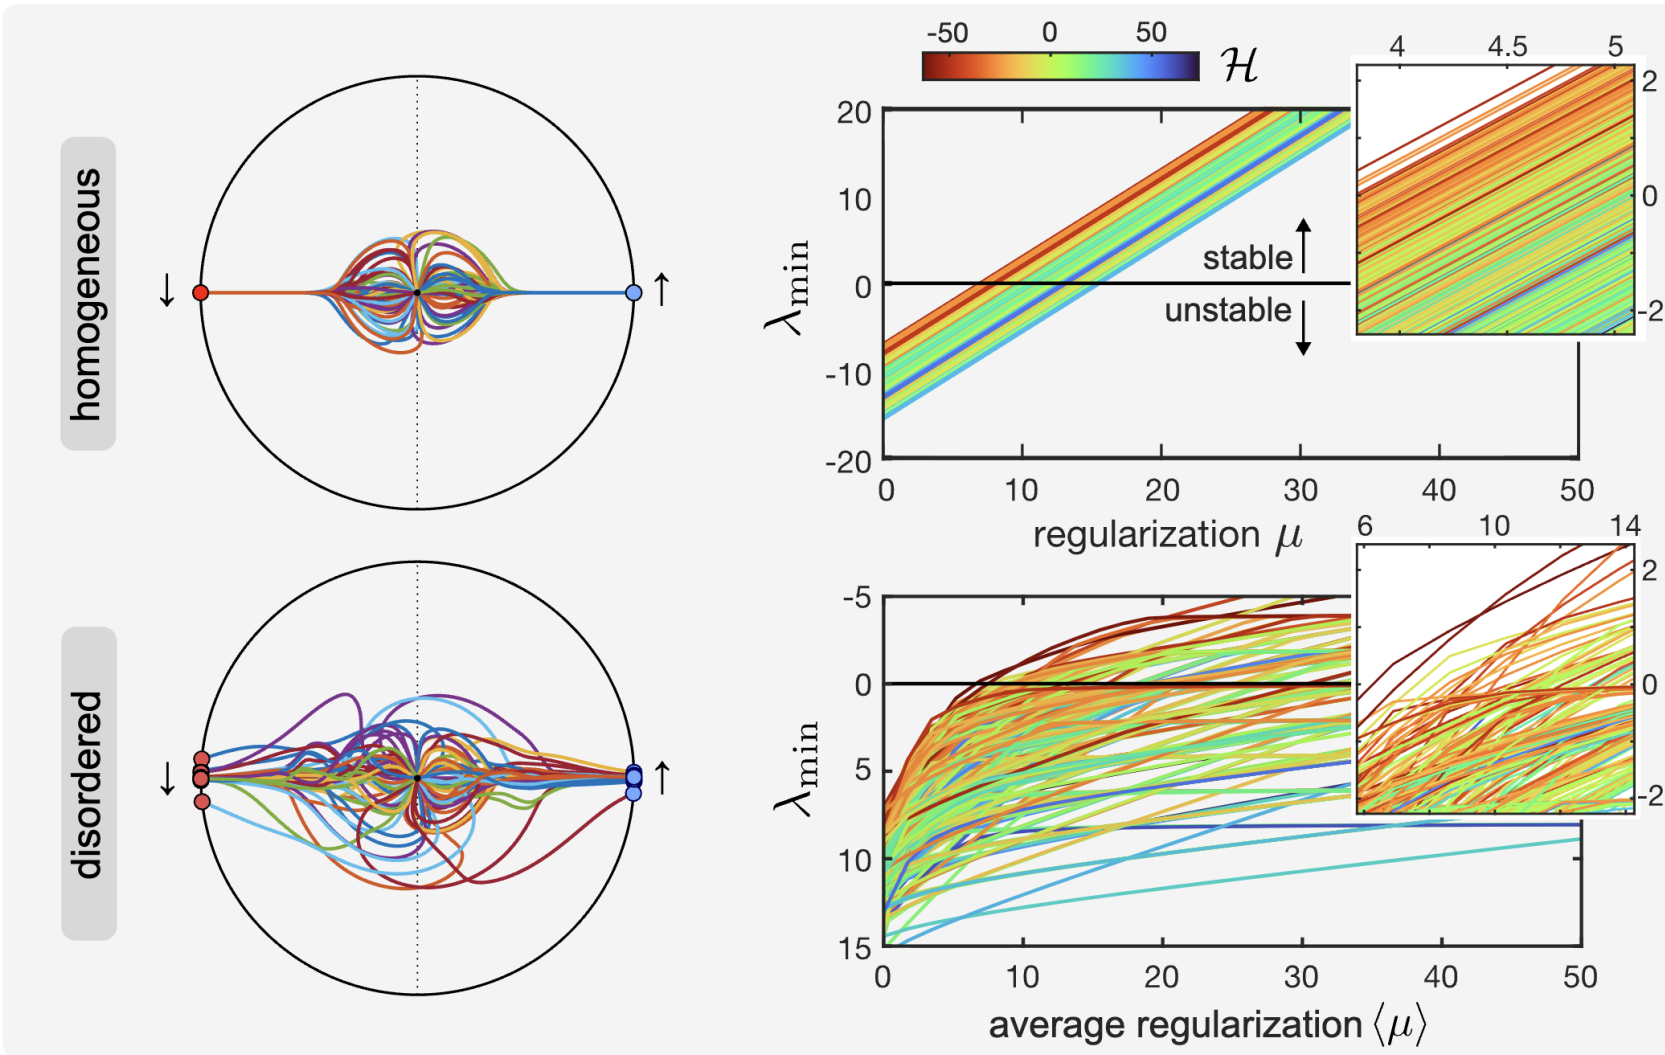 homogeneous
↓
↑
-50 0 50
ℋ
λmin
20
10
0
-10
-20
stable ↑
unstable ↓
0 10 20 30 40 50
regularization μ
4 4.5 5
2
0
-2
disordered
↓
↑
λmin
-5
0
5
10
15
0 10 20 30 40 50
average regularization ⟨μ⟩
6 10 14
2
0
-2